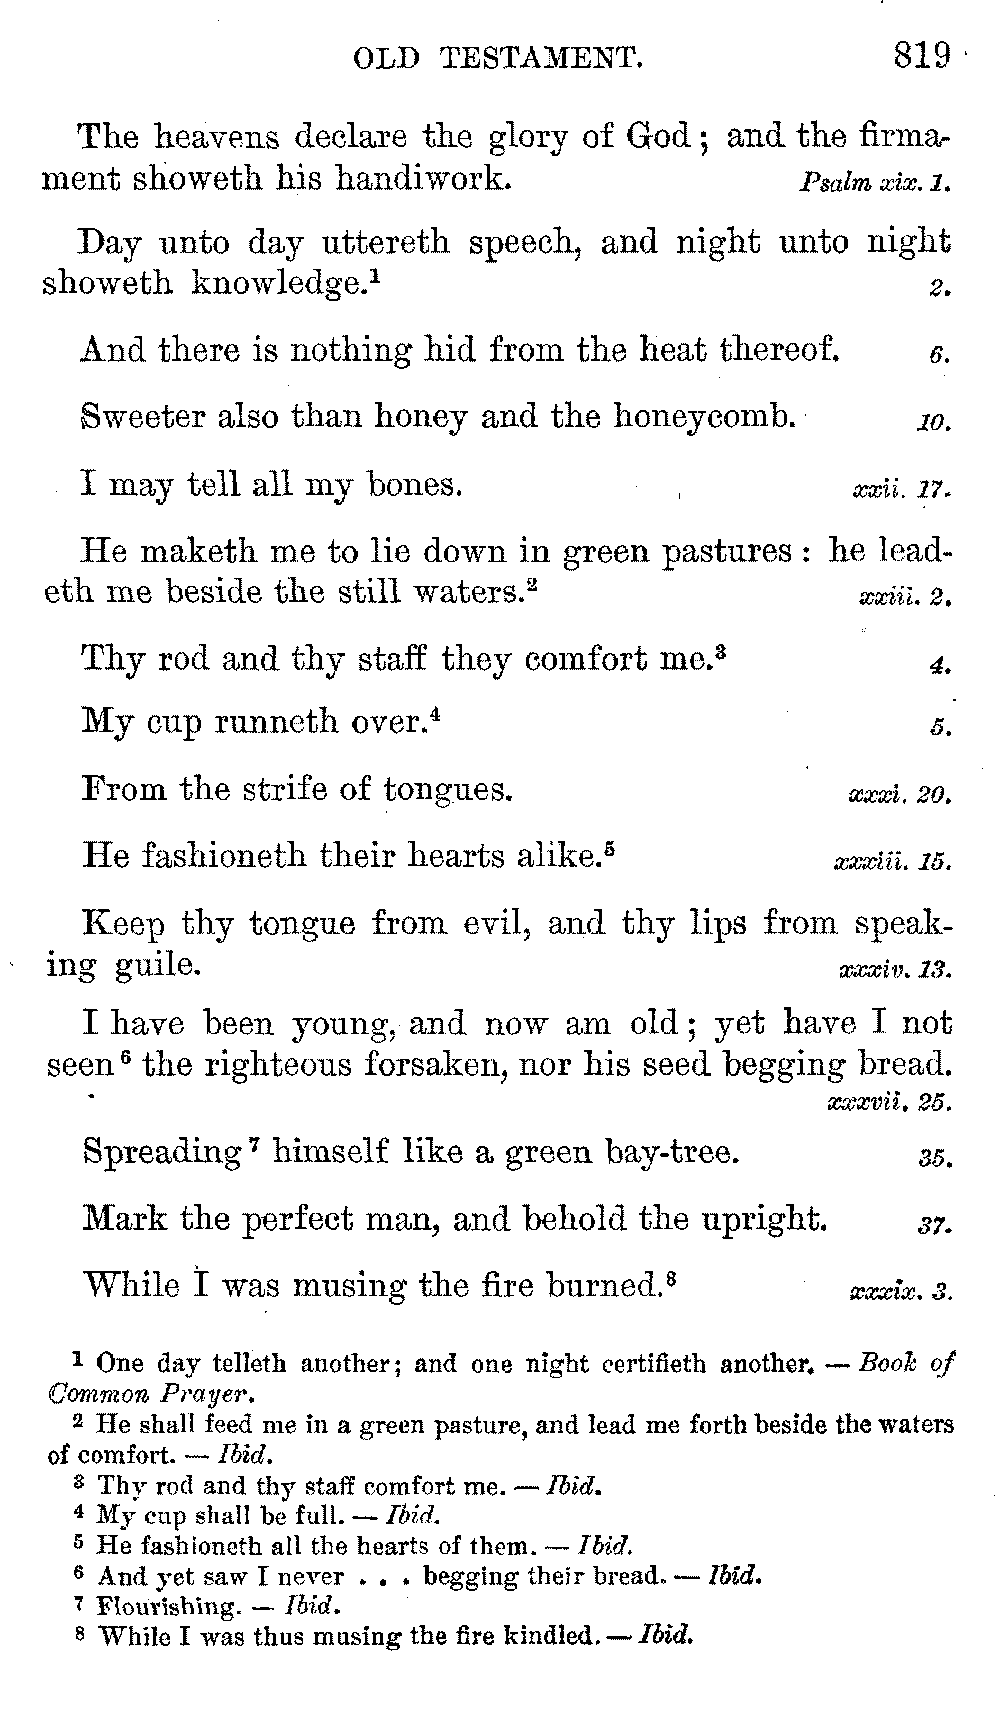 OLD TESTAMENT. 819
The heavens declare the glory of God; and the firma-
ment showeth his handiwork. Psalm xix. 1.
Day unto day uttereth speech, and night unto night
showeth knowledge.¹ 2.
And there is nothing hid from the heat thereof. 6.
Sweeter also than honey and the honeycomb. 10.
I may tell all my bones. xxii. 17.
He maketh me to lie down in green pastures: he lead-
eth me beside the still waters.² xxiii. 2.
Thy rod and thy staff they comfort me.³ 4.
My cup runneth over.⁴ 5.
From the strife of tongues. xxxi. 20.
He fashioneth their hearts alike.⁵ xxxiii. 15.
Keep thy tongue from evil, and thy lips from speak-
ing guile. xxxiv. 13.
I have been young, and now am old; yet have I not
seen⁶ the righteous forsaken, nor his seed begging bread.
xxxvii. 25.
Spreading⁷ himself like a green bay-tree. 35.
Mark the perfect man, and behold the upright. 37.
While I was musing the fire burned.⁸ xxxix. 3.
1 One day telleth another; and one night certifieth another. — Book of
Common Prayer.
2 He shall feed me in a green pasture, and lead me forth beside the waters
of comfort. — Ibid.
3 Thy rod and thy staff comfort me. — Ibid.
4 My cup shall be full. — Ibid.
5 He fashioneth all the hearts of them. — Ibid.
6 And yet saw I never . . . begging their bread. — Ibid.
7 Flourishing. — Ibid.
8 While I was thus musing the fire kindled. — Ibid.